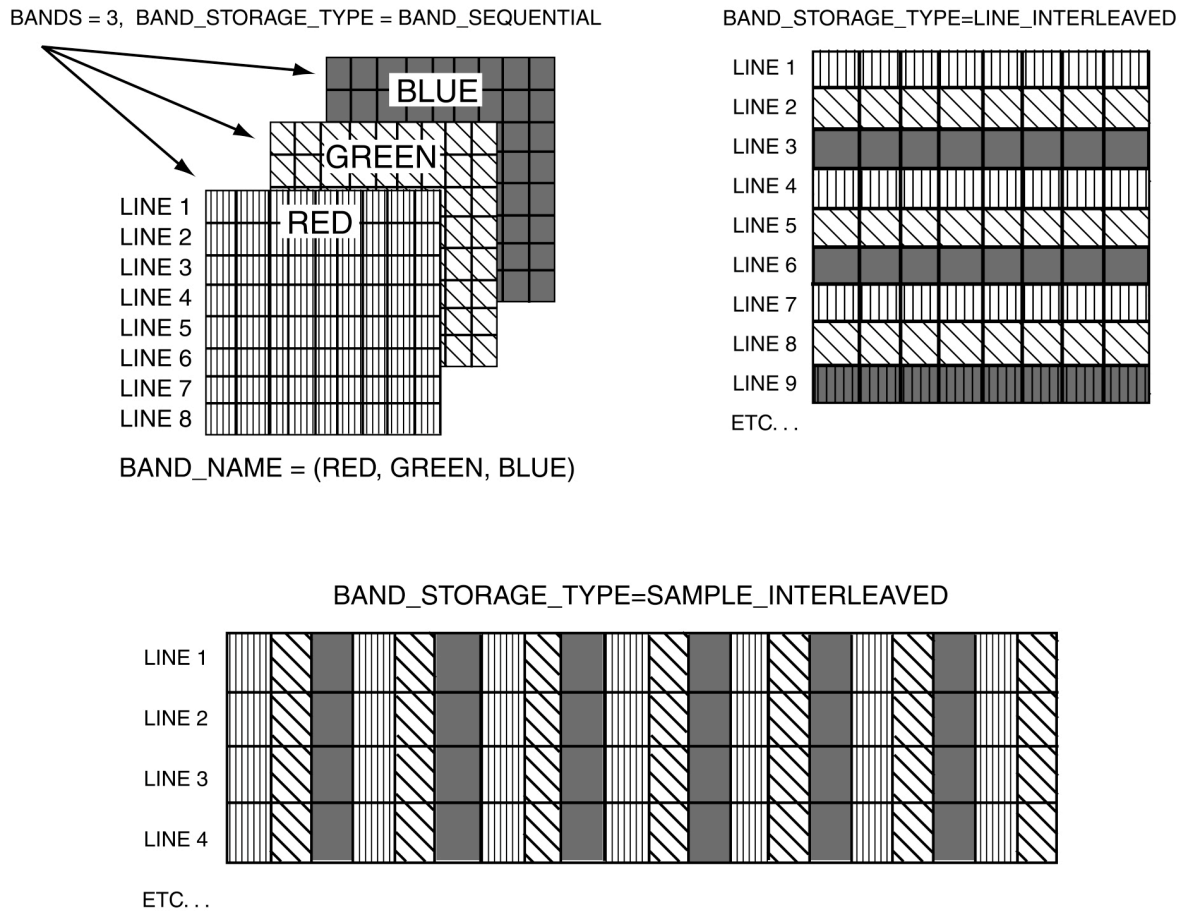 BANDS = 3, BAND_STORAGE_TYPE = BAND_SEQUENTIAL
BLUE
GREEN
RED
LINE 1
LINE 2
LINE 3
LINE 4
LINE 5
LINE 6
LINE 7
LINE 8
BAND_NAME = (RED, GREEN, BLUE)
BAND_STORAGE_TYPE=LINE_INTERLEAVED
LINE 1
LINE 2
LINE 3
LINE 4
LINE 5
LINE 6
LINE 7
LINE 8
LINE 9
ETC. . .
BAND_STORAGE_TYPE=SAMPLE_INTERLEAVED
LINE 1
LINE 2
LINE 3
LINE 4
ETC. . .